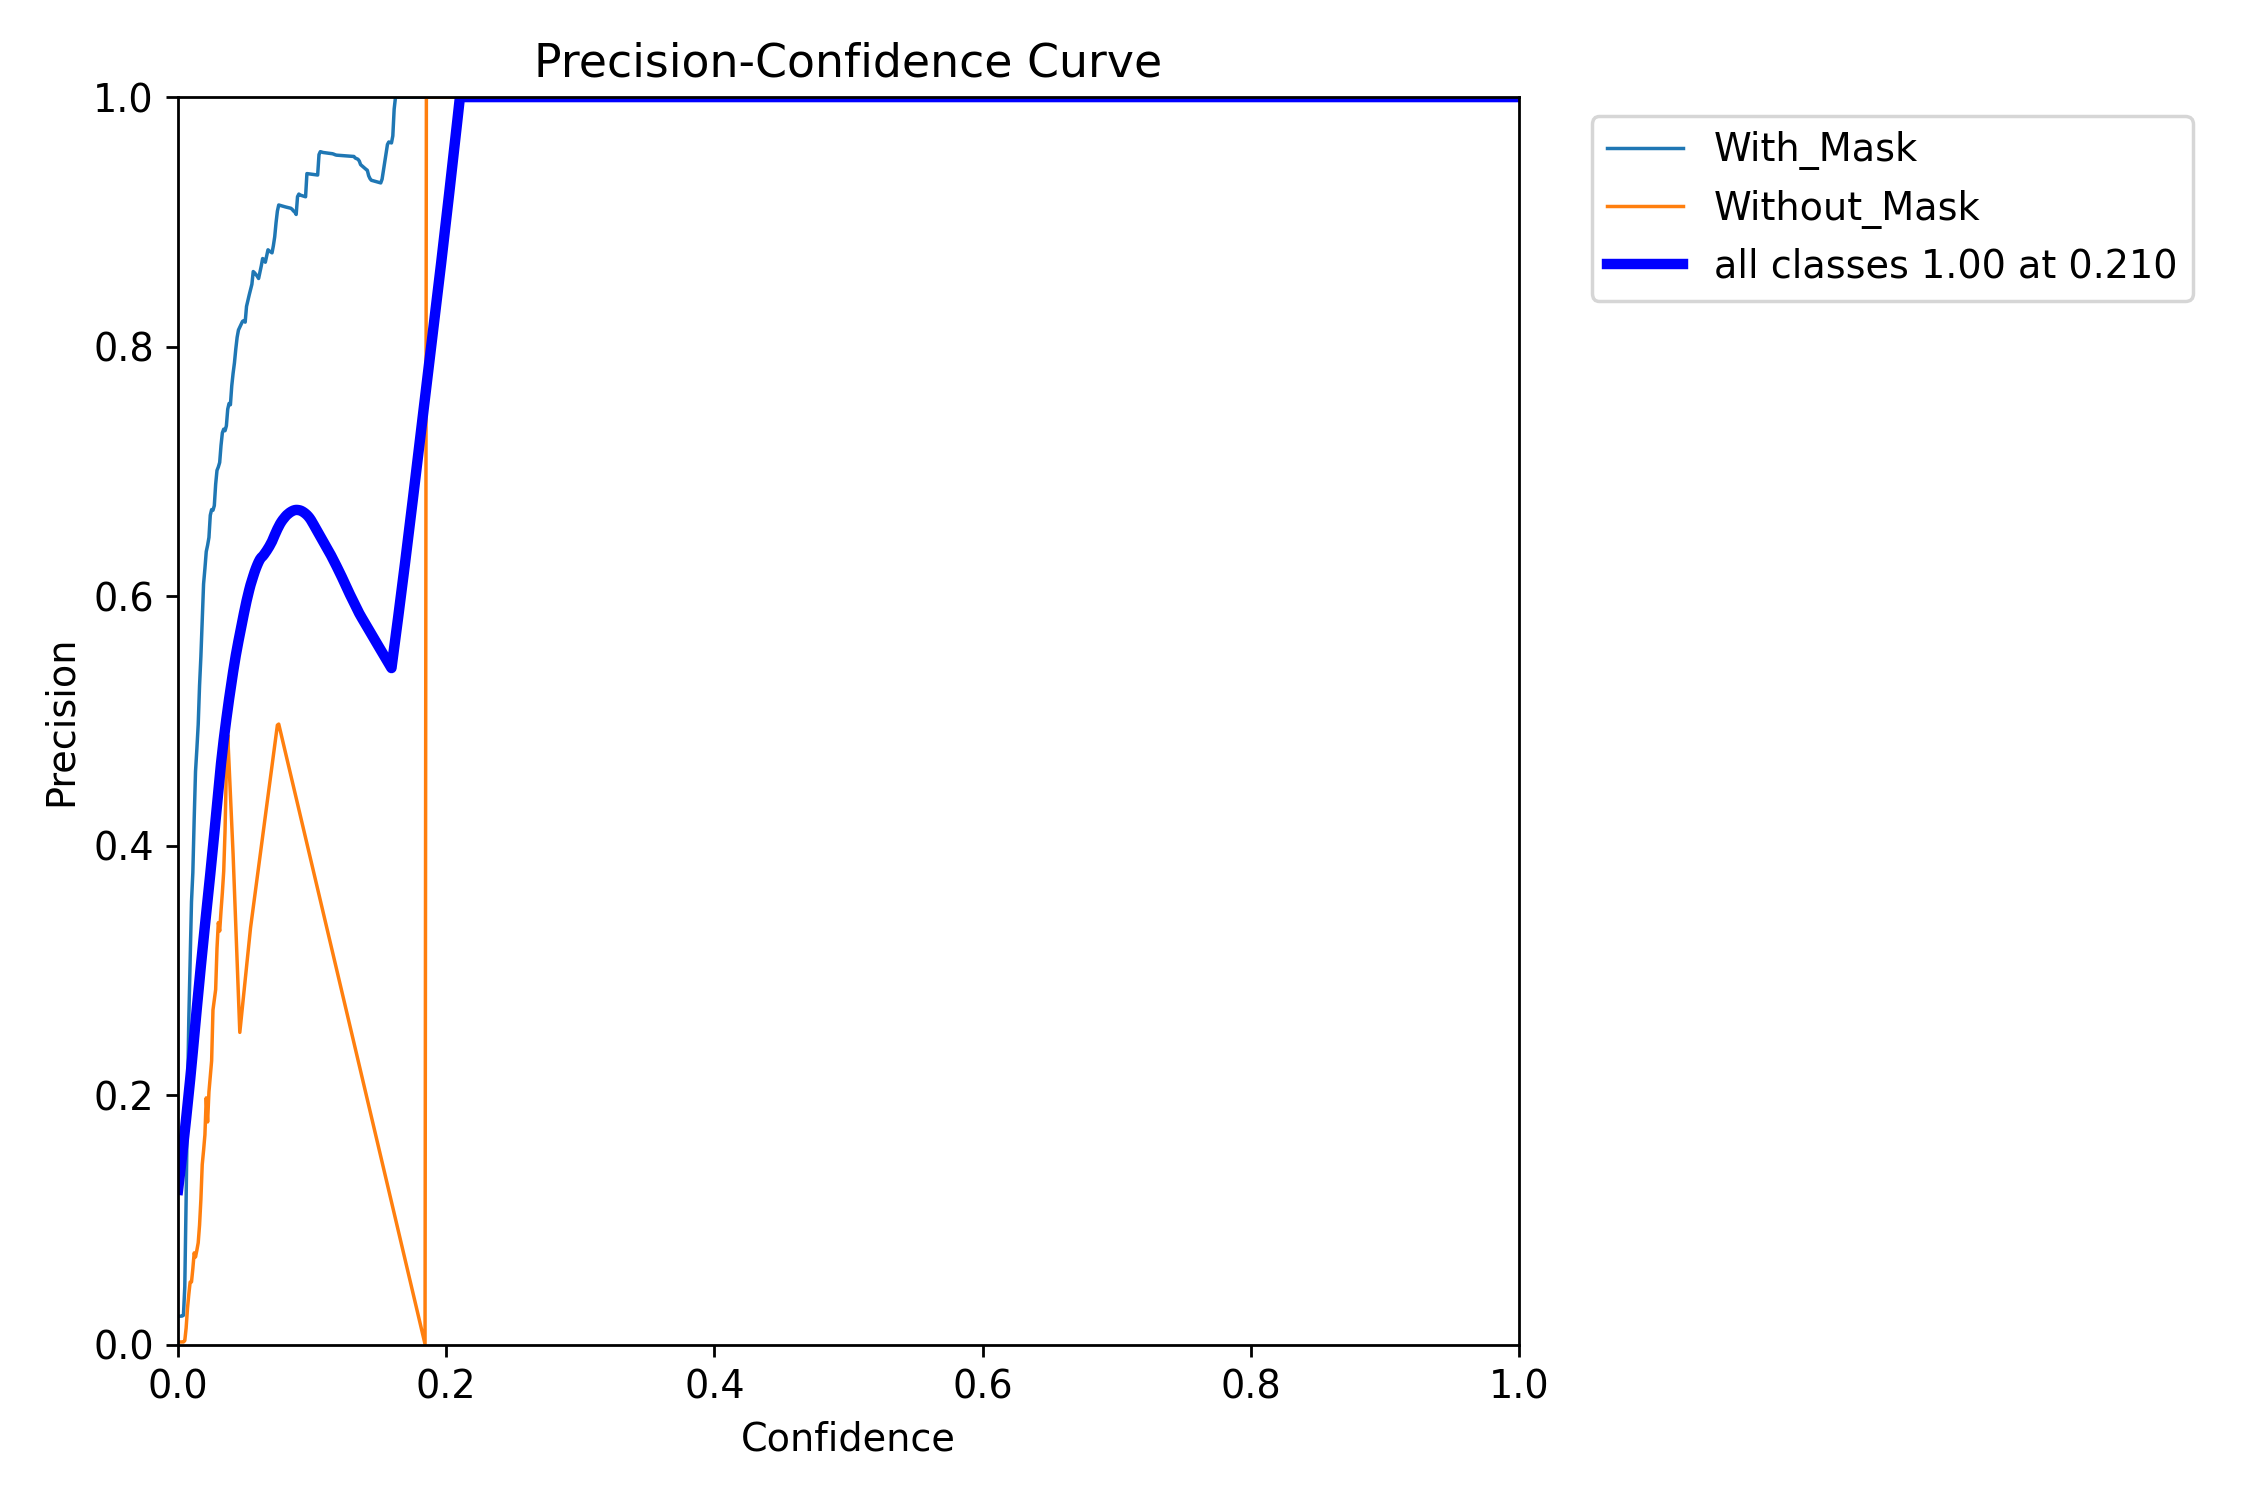 Precision-Confidence Curve
1.0
0.8
0.6
0.4
0.2
0.0
Precision
0.0 0.2 0.4 0.6 0.8 1.0
Confidence
With_Mask
Without_Mask
all classes 1.00 at 0.210